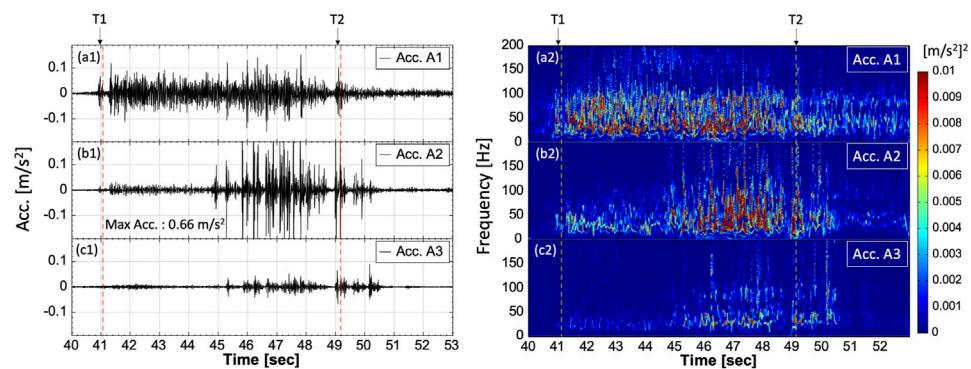 T1 T2
(a1) Acc. A1
0.1
0
-0.1
(b1) Acc. A2
0.1
0
-0.1
Max Acc. : 0.66 m/s²
(c1) Acc. A3
0.1
0
-0.1
40 41 42 43 44 45 46 47 48 49 50 51 52 53
Time [sec]
Acc. [m/s²]
T1 T2
(a2) Acc. A1
200
150
100
50
0
(b2) Acc. A2
150
100
50
0
(c2) Acc. A3
150
100
50
0
40 41 42 43 44 45 46 47 48 49 50 51 52
Time [sec]
Frequency [Hz]
[m/s²]²
0.01
0.009
0.008
0.007
0.006
0.005
0.004
0.003
0.002
0.001
0